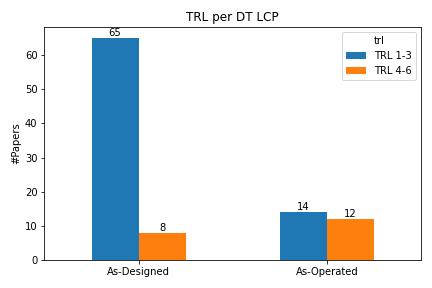 TRL per DT LCP
65
trl
TRL 1-3
TRL 4-6
60
50
40
#Papers
30
20
14
12
10
8
0
As-Designed
As-Operated